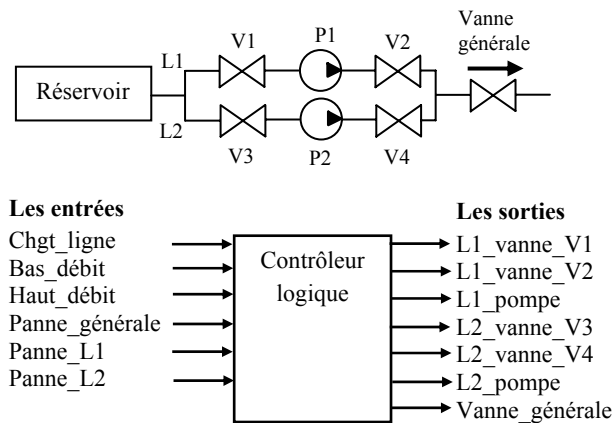 Vanne
générale
V1
P1
V2
L1
Réservoir
L2
V3
P2
V4
Les entrées
Chgt_ligne
Bas_débit
Haut_débit
Panne_générale
Panne_L1
Panne_L2
Contrôleur
logique
Les sorties
L1_vanne_V1
L1_vanne_V2
L1_pompe
L2_vanne_V3
L2_vanne_V4
L2_pompe
Vanne_générale